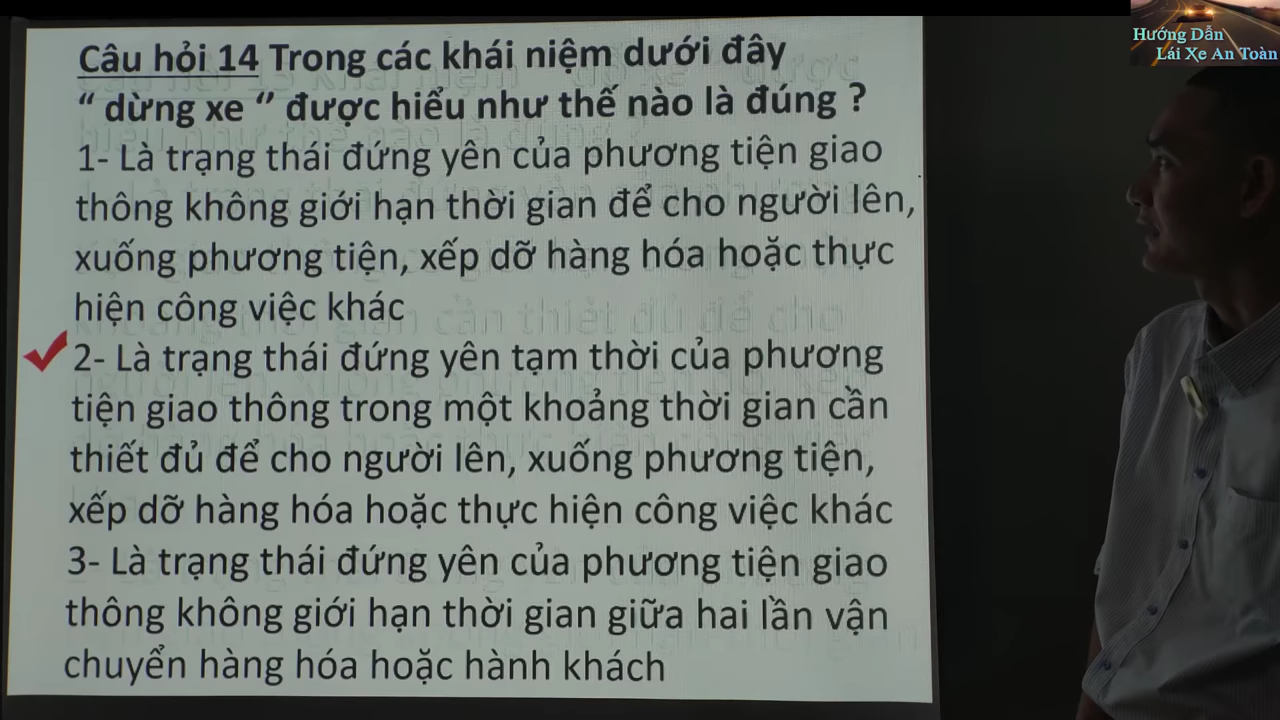 Hướng Dẫn
Lái Xe An Toàn
Câu hỏi 14 Trong các khái niệm dưới đây
“ dừng xe ‘’ được hiểu như thế nào là đúng ?
1- Là trạng thái đứng yên của phương tiện giao
thông không giới hạn thời gian để cho người lên,
xuống phương tiện, xếp dỡ hàng hóa hoặc thực
hiện công việc khác
2- Là trạng thái đứng yên tạm thời của phương
tiện giao thông trong một khoảng thời gian cần
thiết đủ để cho người lên, xuống phương tiện,
xếp dỡ hàng hóa hoặc thực hiện công việc khác
3- Là trạng thái đứng yên của phương tiện giao
thông không giới hạn thời gian giữa hai lần vận
chuyển hàng hóa hoặc hành khách